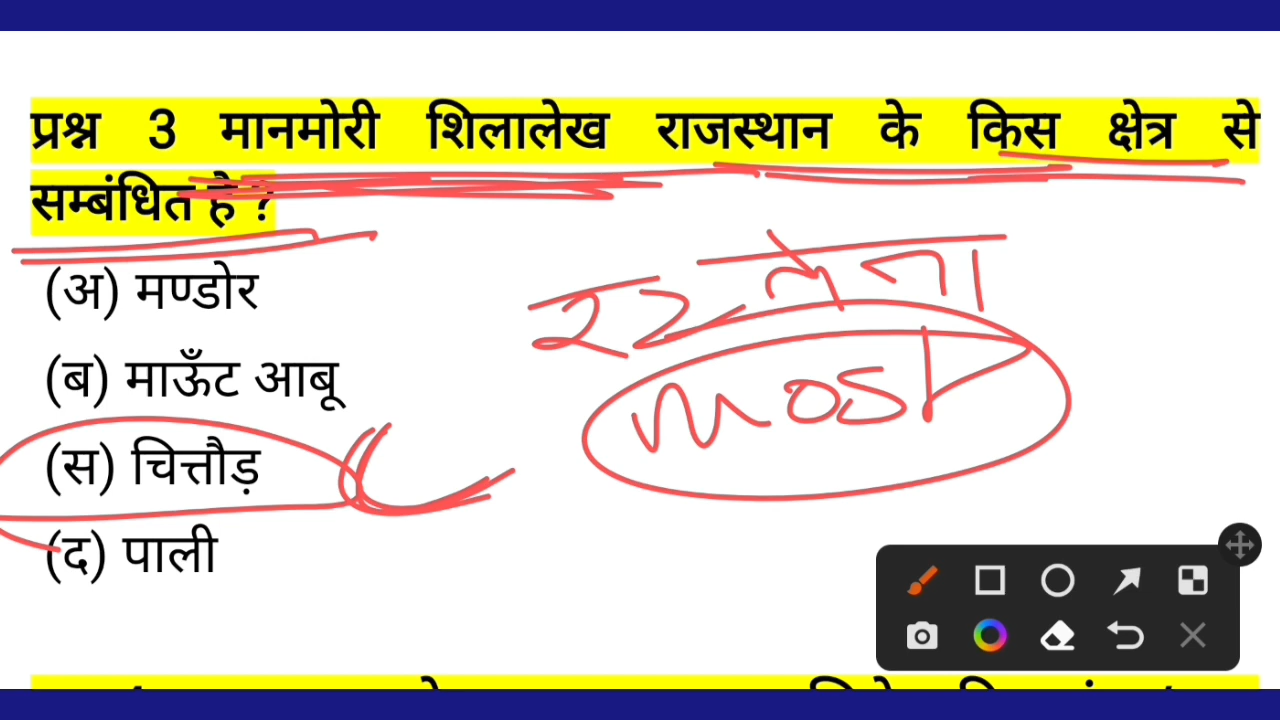 प्रश्न 3 मानमोरी शिलालेख राजस्थान के किस क्षेत्र से
सम्बंधित है ?
(अ) मण्डोर
(ब) माऊँट आबू
(स) चित्तौड़
(द) पाली
most